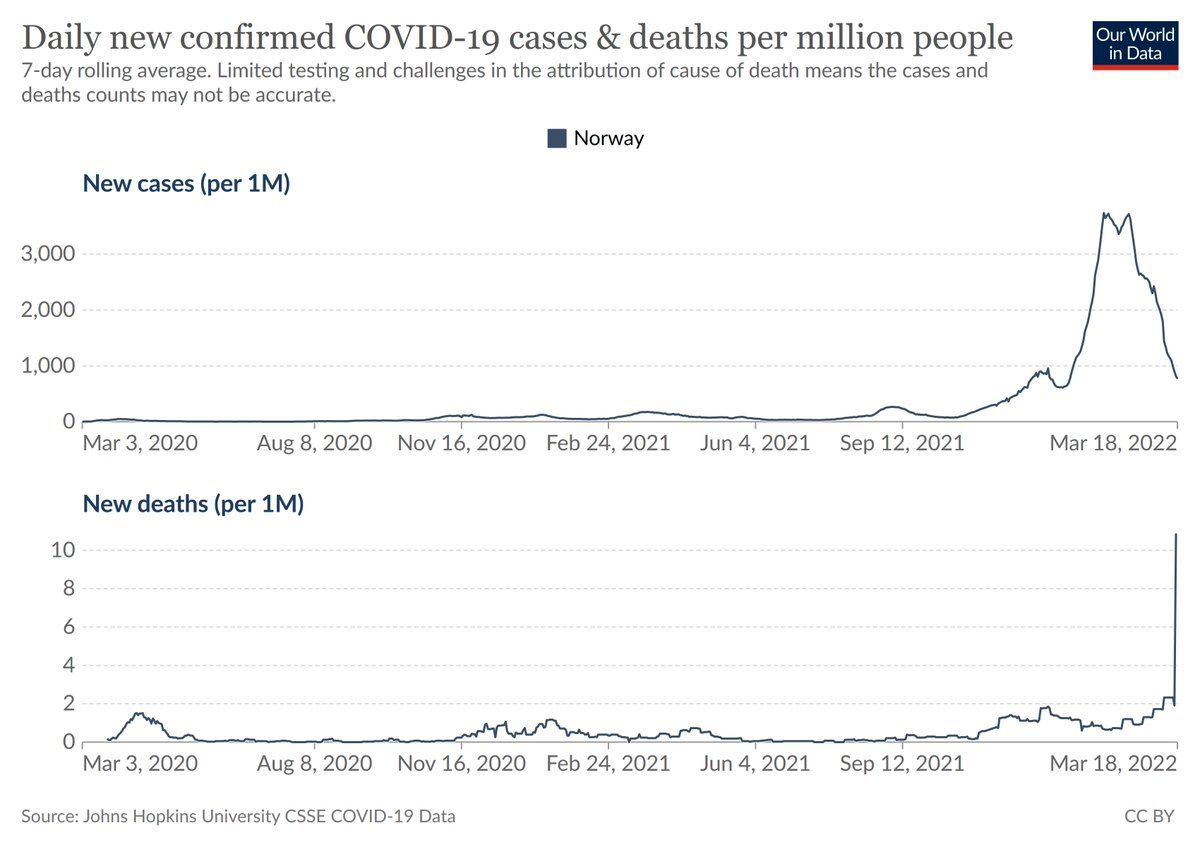 Daily new confirmed COVID-19 cases & deaths per million people
Our World
in Data
7-day rolling average. Limited testing and challenges in the attribution of cause of death means the cases and
deaths counts may not be accurate.
Norway
New cases (per 1M)
3,000
2,000
1,000
0
Mar 3, 2020 Aug 8, 2020 Nov 16, 2020 Feb 24, 2021 Jun 4, 2021 Sep 12, 2021 Mar 18, 2022
New deaths (per 1M)
10
8
6
4
2
0
Mar 3, 2020 Aug 8, 2020 Nov 16, 2020 Feb 24, 2021 Jun 4, 2021 Sep 12, 2021 Mar 18, 2022
Source: Johns Hopkins University CSSE COVID-19 Data CC BY